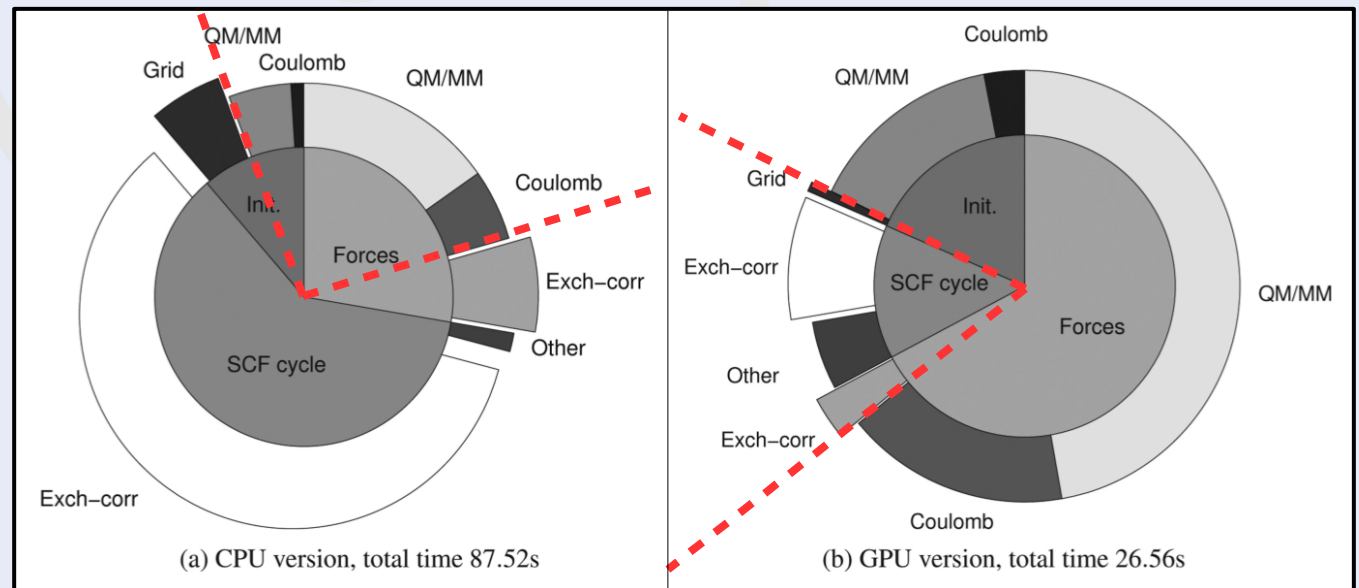 QM/MM
Coulomb
Grid
QM/MM
Coulomb
Init.
Forces
Exch−corr
Other
SCF cycle
Exch−corr
(a) CPU version, total time 87.52s
Coulomb
QM/MM
Grid
Init.
Exch−corr
SCF cycle
QM/MM
Forces
Other
Exch−corr
Coulomb
(b) GPU version, total time 26.56s